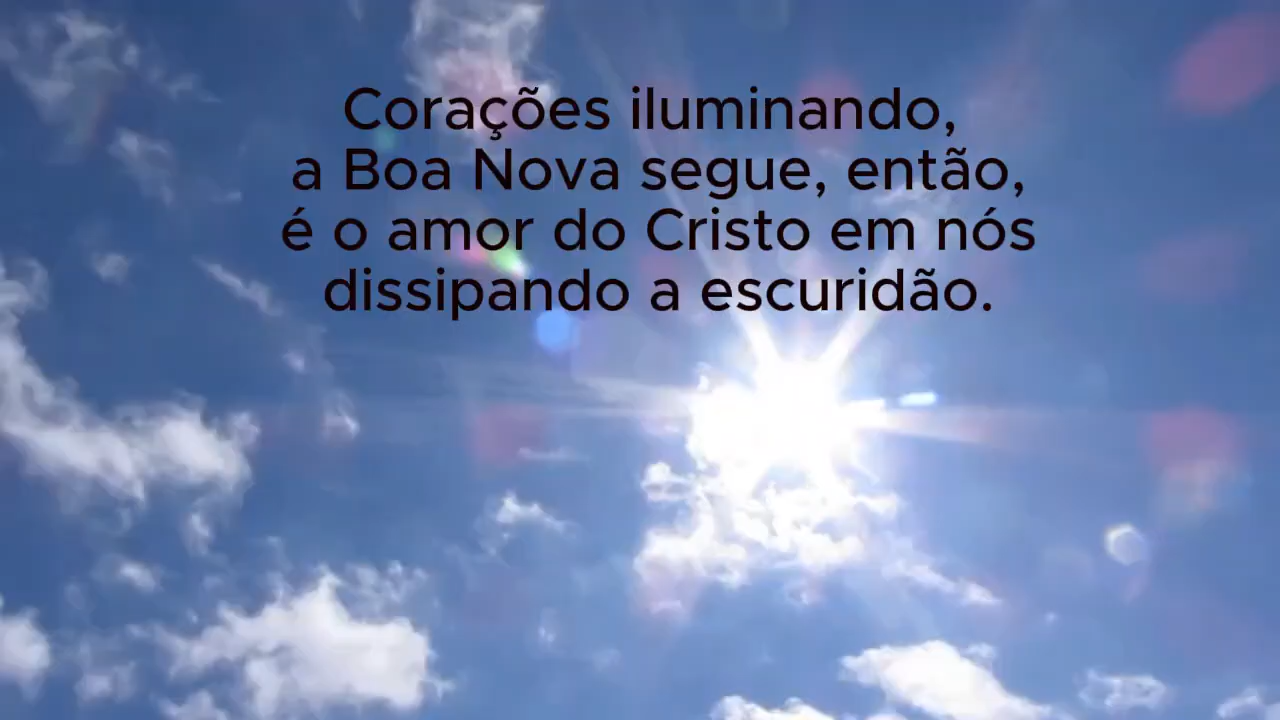 Corações iluminando,
a Boa Nova segue, então,
é o amor do Cristo em nós
dissipando a escuridão.